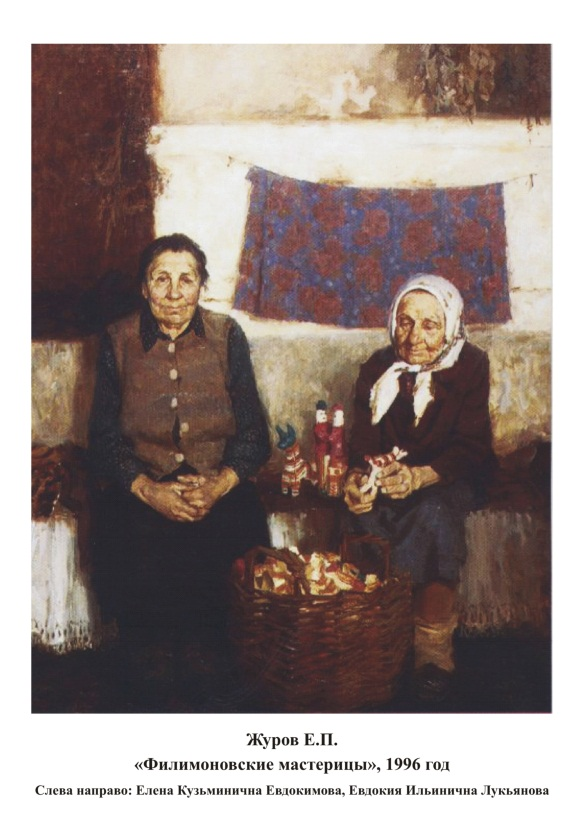 Журов Е.П.
«Филимоновские мастерицы», 1996 год
Слева направо: Елена Кузьминична Евдокимова, Евдокия Ильинична Лукьянова